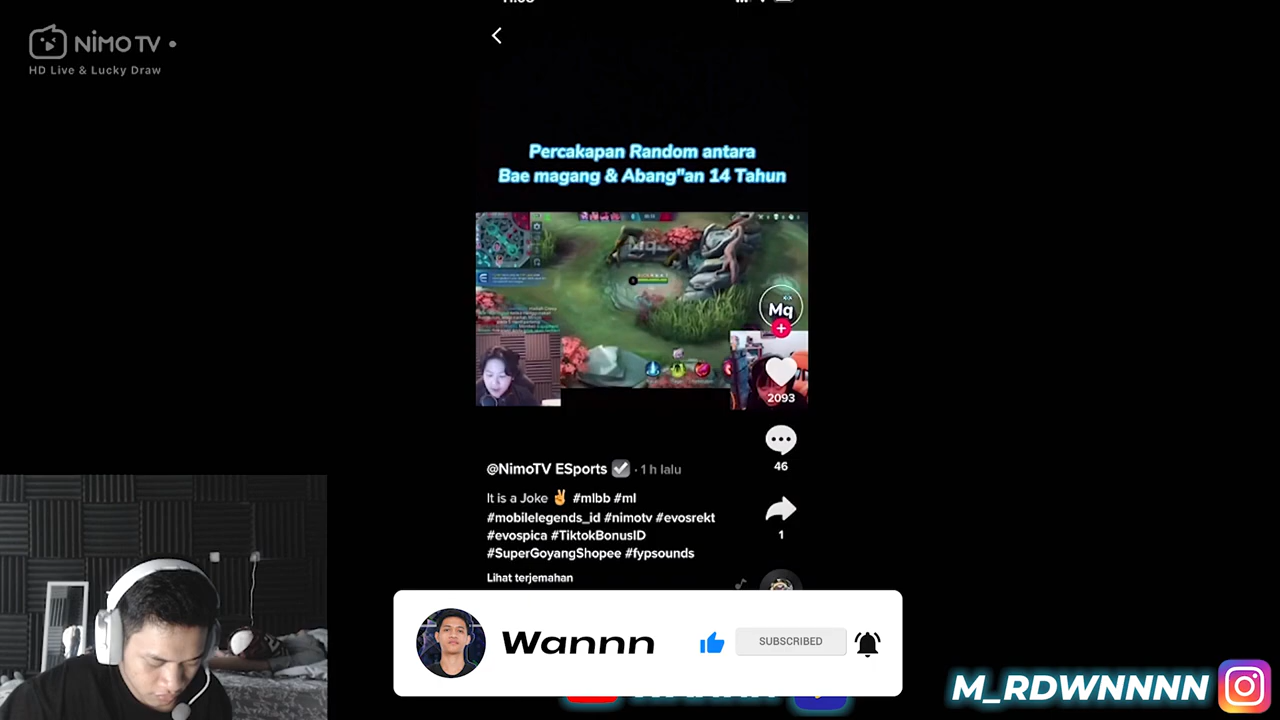 NIMO TV
HD Live & Lucky Draw
Percakapan Random antara
Bae magang & Abang"an 14 Tahun
Mq
2093
46
1
@NimoTV ESports · 1 h lalu
It is a Joke ✌ #mlbb #ml
#mobilelegends_id #nimotv #evosrekt
#evospica #TiktokBonusID
#SuperGoyangShopee #fypsounds
Lihat terjemahan
Wannn
SUBSCRIBED
M_RDWNNNN